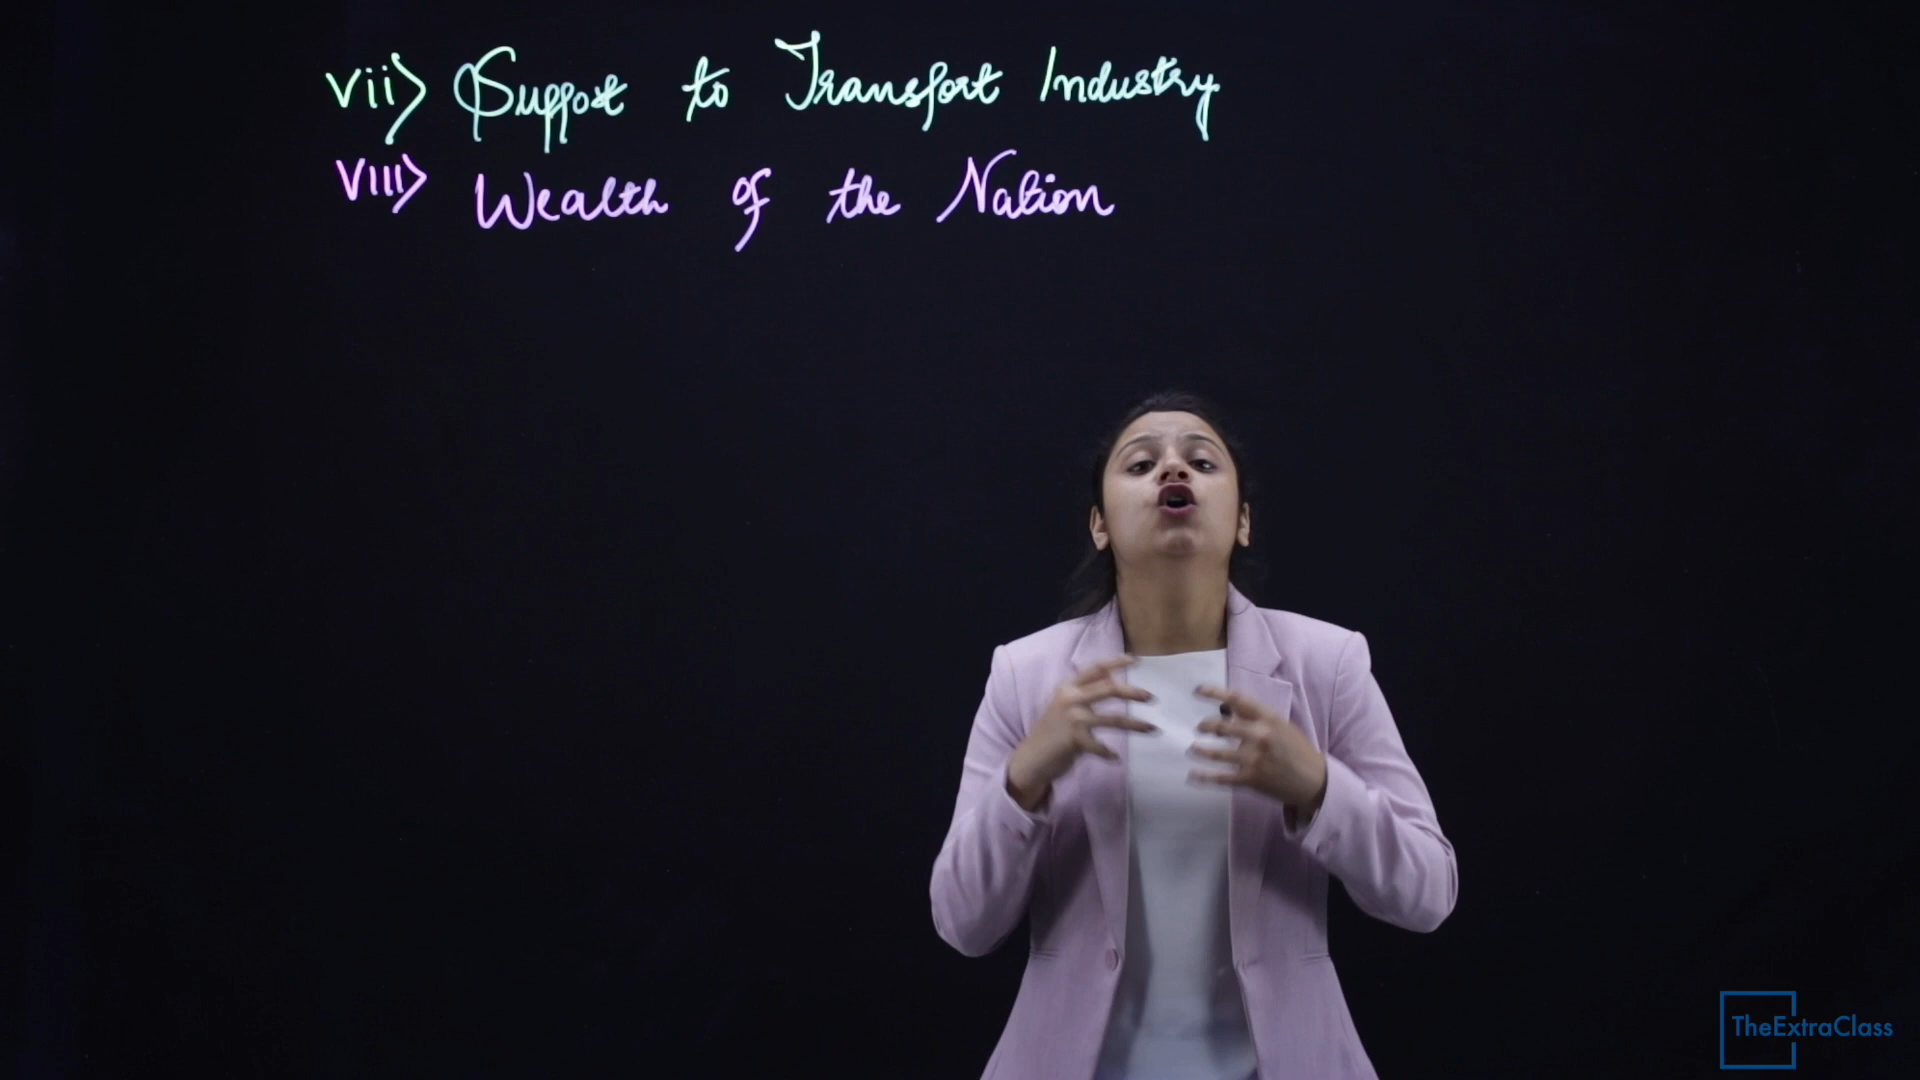 vii) Support to Transport Industry
viii) Wealth of the Nation
TheExtraClass